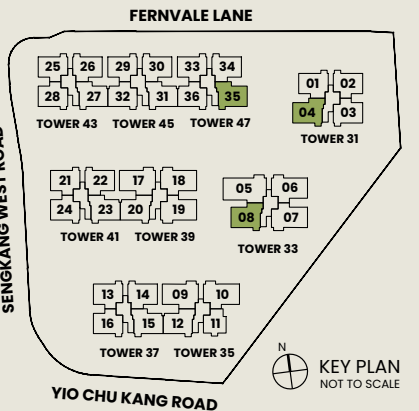 FERNVALE LANE
25 26 29 30 33 34
28 27 32 31 36 35
TOWER 43 TOWER 45 TOWER 47
01 02
04 03
TOWER 31
SENGKANG WEST ROAD
21 22 17 18
24 23 20 19
TOWER 41 TOWER 39
05 06
08 07
TOWER 33
13 14 09 10
16 15 12 11
TOWER 37 TOWER 35
N
KEY PLAN
NOT TO SCALE
YIO CHU KANG ROAD